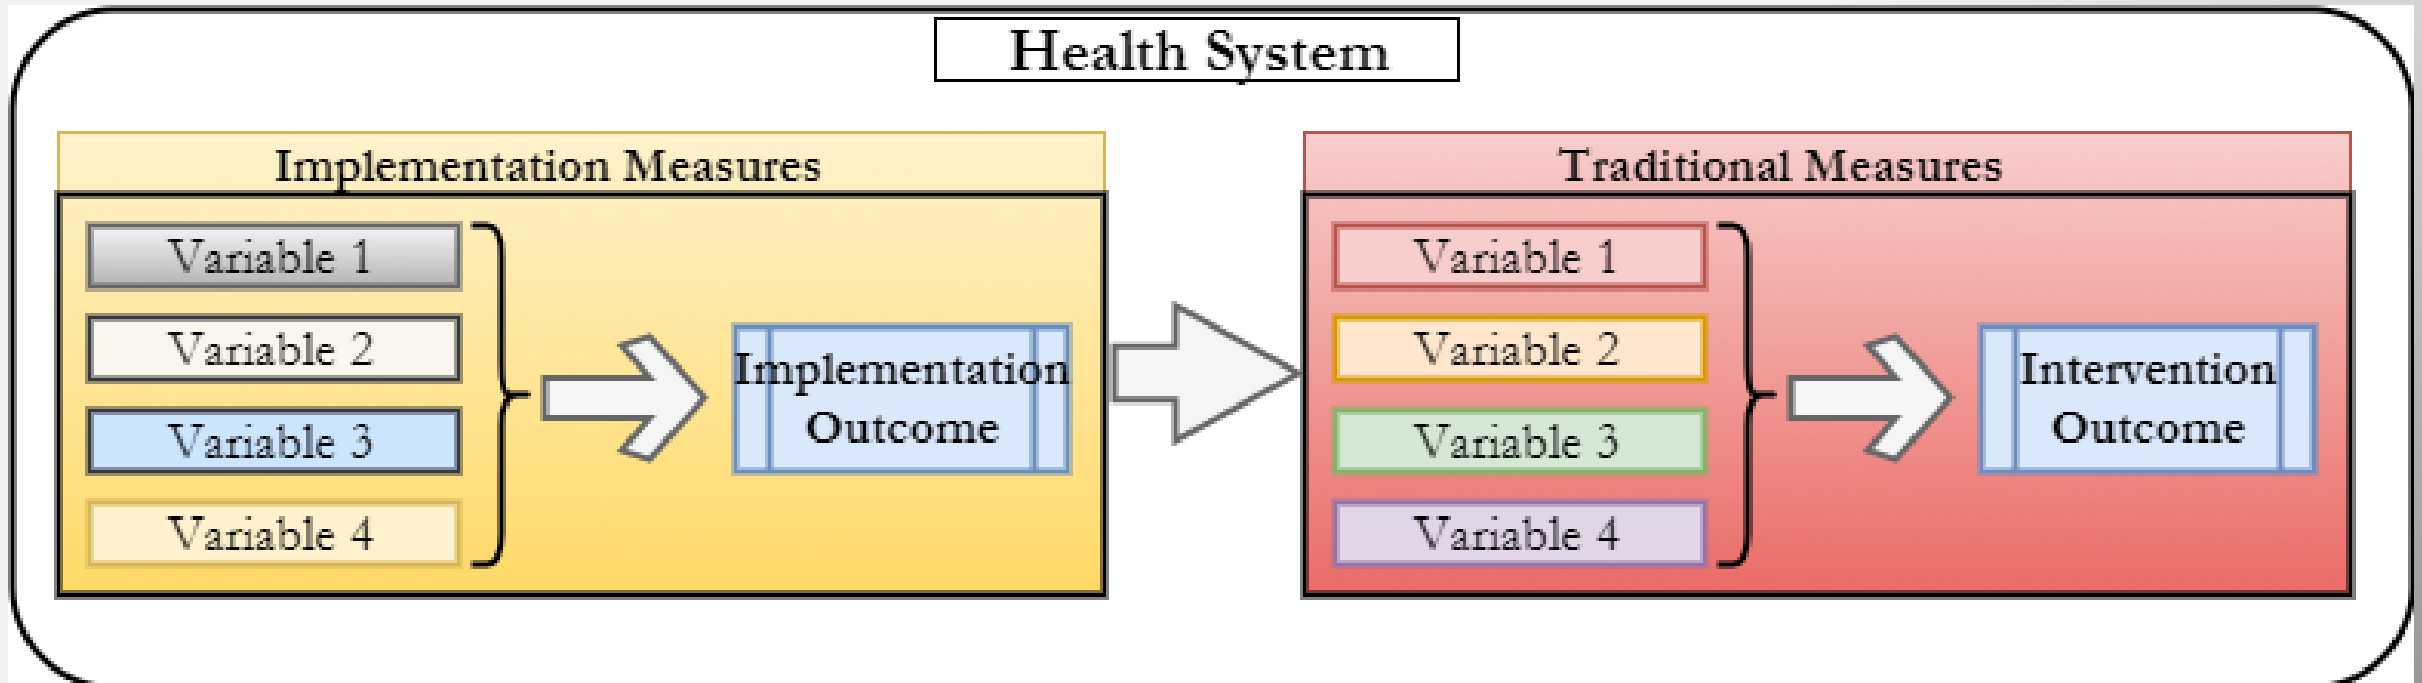 Health System
Implementation Measures
Variable 1
Variable 2
Variable 3
Variable 4
Implementation
Outcome
Traditional Measures
Variable 1
Variable 2
Variable 3
Variable 4
Intervention
Outcome